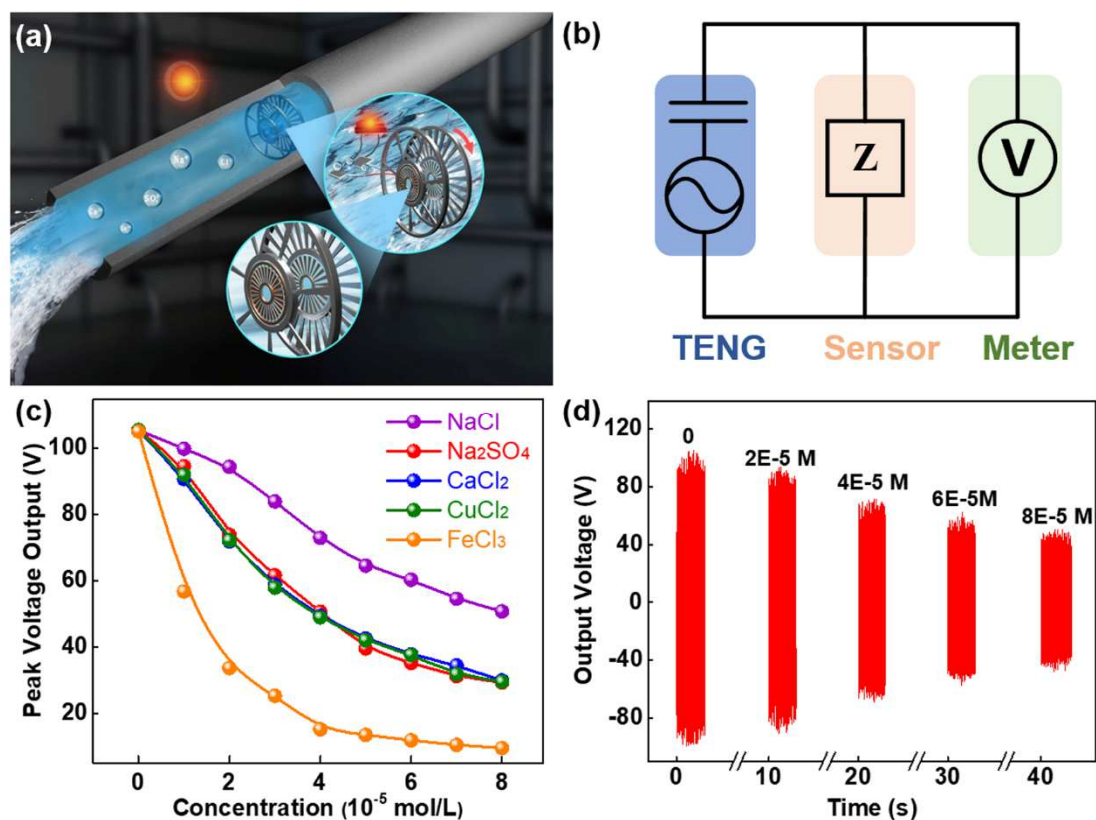 (a)
Na⁺
(b)
Z
V
TENG
Sensor
Meter
(c)
NaCl
Na₂SO₄
CaCl₂
CuCl₂
FeCl₃
100
80
60
40
20
0
2
4
6
8
Peak Voltage Output (V)
Concentration (10⁻⁵ mol/L)
(d)
0
2E-5 M
4E-5 M
6E-5M
8E-5 M
120
80
40
0
-40
-80
0
10
20
30
40
Output Voltage (V)
Time (s)